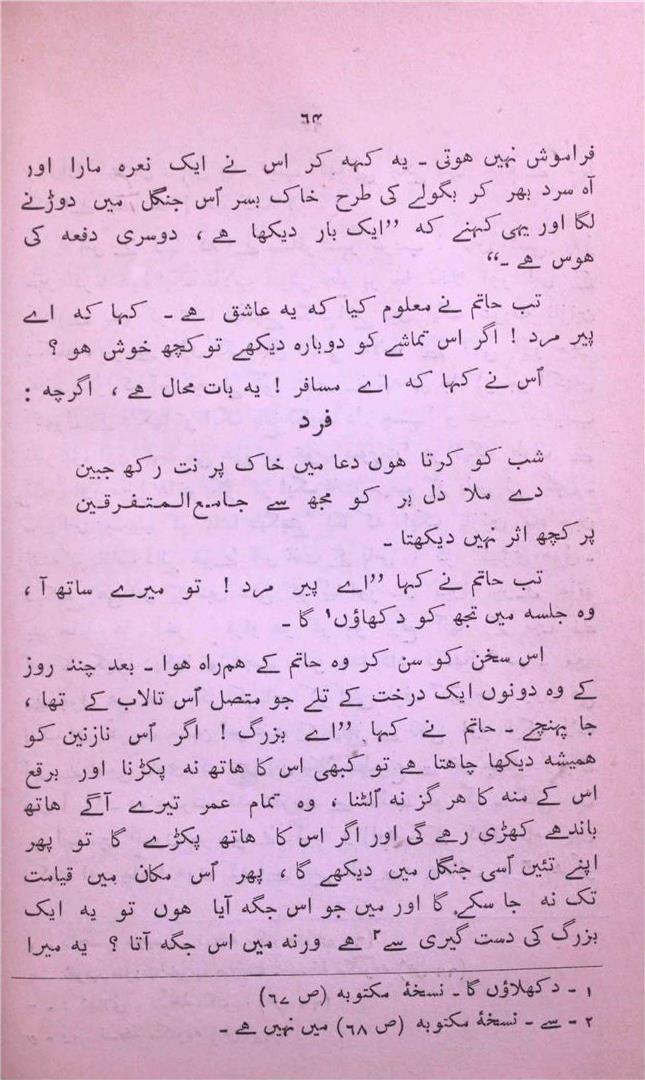 ۶۴
فراموش نہیں ہوتی ۔ یہ کہہ کر اس نے ایک نعرہ مارا اور
آہ سرد بھر کر بگولے کی طرح خاک بسر اُس جنگل میں دوڑنے
لگا اور یہی کہنے کہ ”ایک بار دیکھا ہے ، دوسری دفعہ کی
ہوس ہے ۔“
تب حاتم نے معلوم کیا کہ یہ عاشق ہے ۔ کہا کہ اے
پیر مرد ! اگر اس تماشے کو دوبارہ دیکھے تو کچھ خوش ہو ؟
اُس نے کہا کہ اے مسافر ! یہ بات محال ہے ، اگرچہ :
فرد
شب کو کرتا ہوں دعا میں خاک پر نت رکھ جبین
دے ملا دل بر کو مجھ سے جامع المتفرقین
پر کچھ اثر نہیں دیکھتا ۔
تب حاتم نے کہا ”اے پیر مرد ! تو میرے ساتھ آ ،
وہ جلسہ میں تجھ کو دکھاؤں۱ گا ۔
اس سخن کو سن کر وہ حاتم کے ہم راہ ہوا ۔ بعد چند روز
کے وہ دونوں ایک درخت کے تلے جو متصل اُس تالاب کے تھا ،
جا پہنچے ۔ حاتم نے کہا ”اے بزرگ ! اگر اُس نازنین کو
ہمیشہ دیکھا چاہتا ہے تو کبھی اس کا ہاتھ نہ پکڑنا اور برقع
اس کے منہ کا ہرگز نہ اُلٹنا ، وہ تمام عمر تیرے آگے ہاتھ
باندھے کھڑی رہے گی اور اگر اس کا ہاتھ پکڑے گا تو پھر
اپنے تئیں اُسی جنگل میں دیکھے گا ، پھر اُس مکان میں قیامت
تک نہ جا سکے گا اور میں جو اس جگہ آیا ہوں تو یہ ایک
بزرگ کی دست گیری سے۲ ہے ورنہ میں اس جگہ آتا ؟ یہ میرا
۱ - دکھلاؤں گا ۔ نسخۂ مکتوبہ (ص ۶۷)
۲ - سے ۔ نسخۂ مکتوبہ (ص ۶۸) میں نہیں ہے ۔